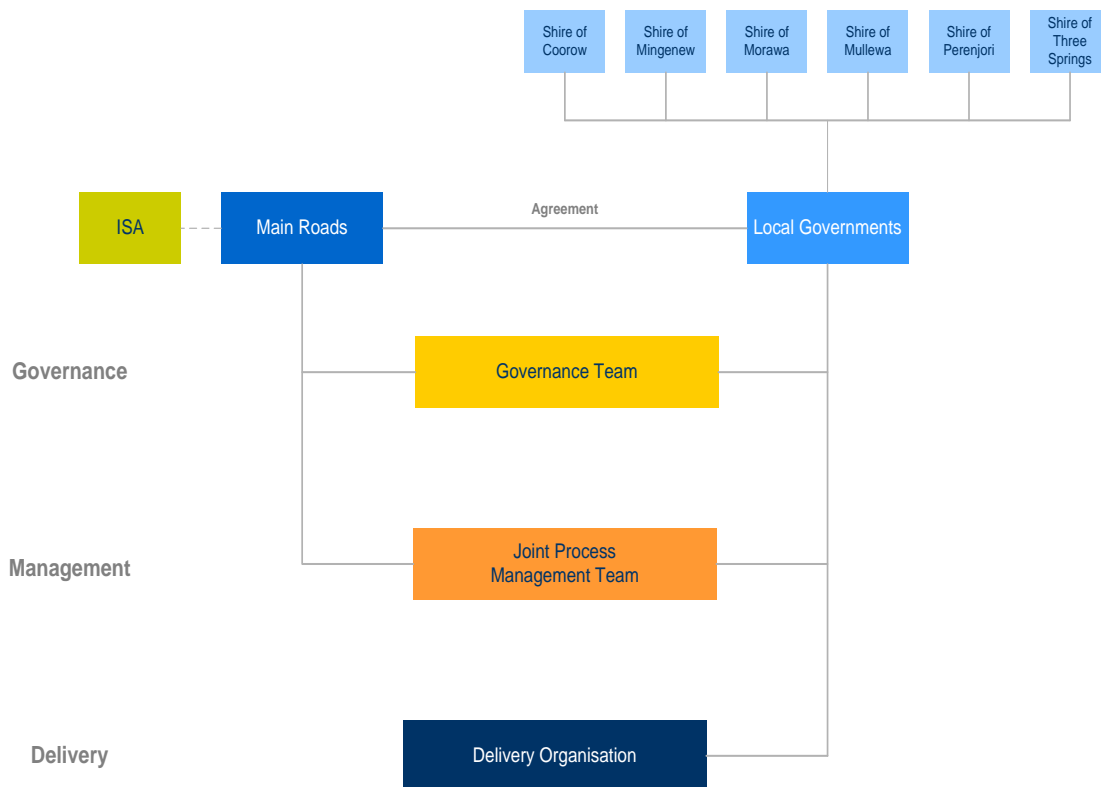 Shire of
Coorow
Shire of
Mingenew
Shire of
Morawa
Shire of
Mullewa
Shire of
Perenjori
Shire of
Three
Springs
ISA
Main Roads
Agreement
Local Governments
Governance
Governance Team
Management
Joint Process
Management Team
Delivery
Delivery Organisation